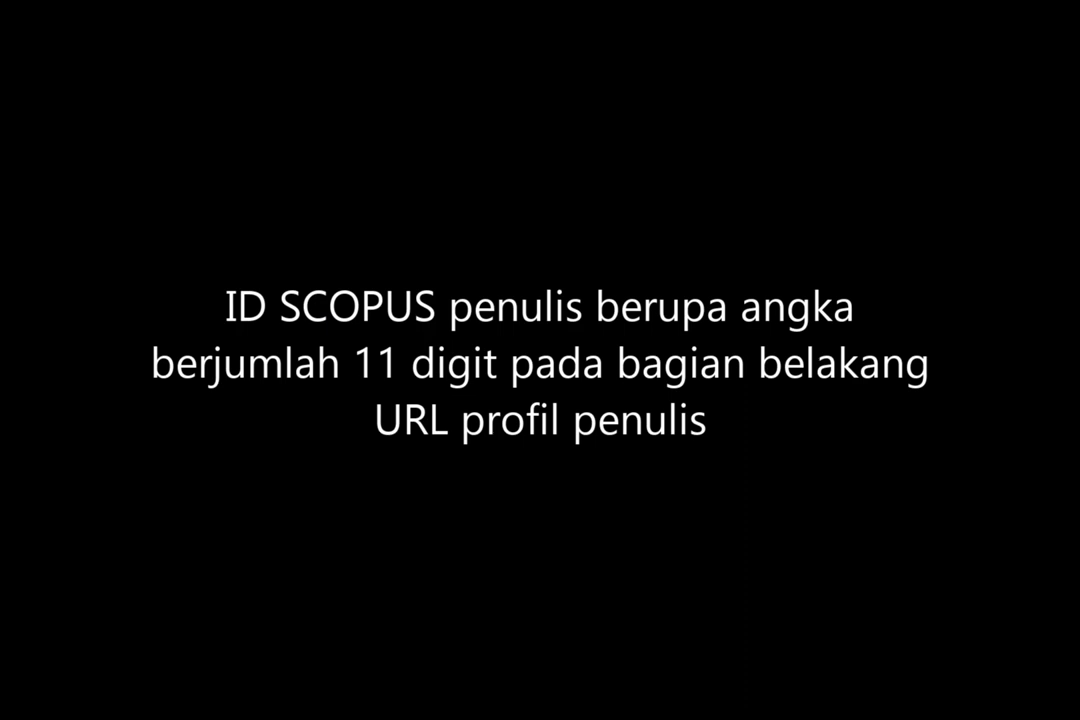 ID SCOPUS penulis berupa angka
berjumlah 11 digit pada bagian belakang
URL profil penulis